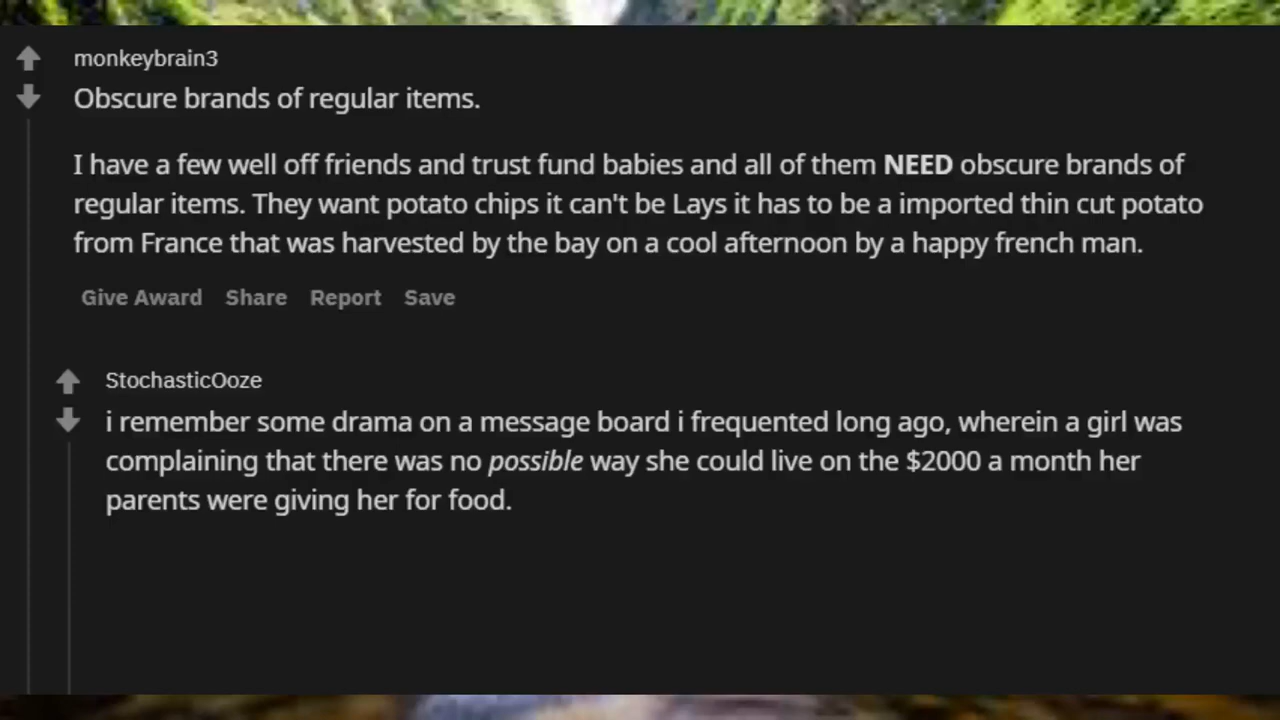 monkeybrain3
Obscure brands of regular items.
I have a few well off friends and trust fund babies and all of them NEED obscure brands of
regular items. They want potato chips it can't be Lays it has to be a imported thin cut potato
from France that was harvested by the bay on a cool afternoon by a happy french man.
Give Award Share Report Save
StochasticOoze
i remember some drama on a message board i frequented long ago, wherein a girl was
complaining that there was no possible way she could live on the $2000 a month her
parents were giving her for food.